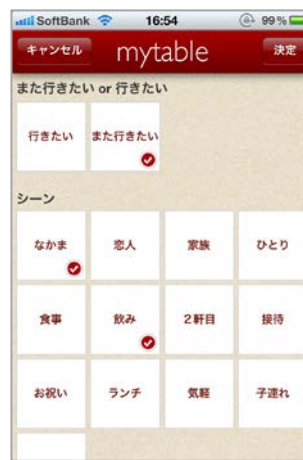 SoftBank 16:54 99%
キャンセル mytable 決定
また行きたい or 行きたい
行きたい また行きたい
シーン
なかま 恋人 家族 ひとり
食事 飲み 2軒目 接待
お祝い ランチ 気軽 子連れ